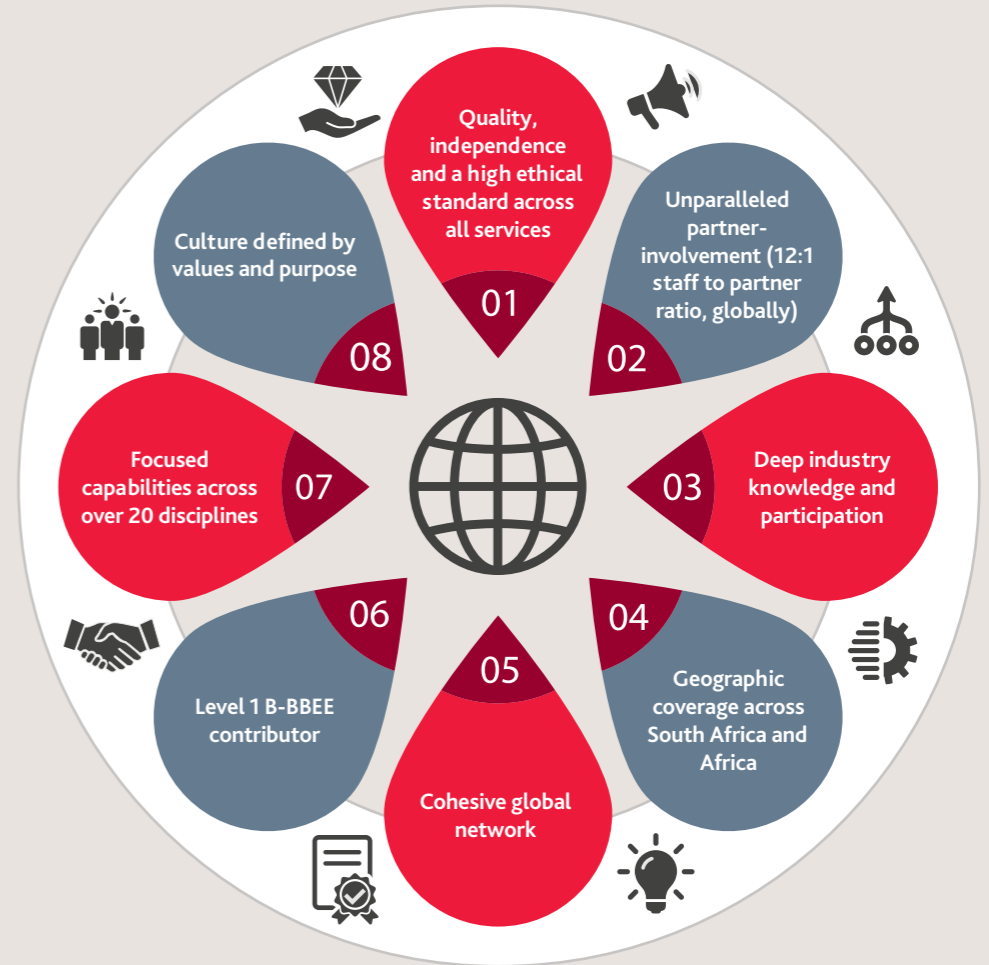 Quality,
independence
and a high ethical
standard across
all services
01
Unparalleled
partner-
involvement (12:1
staff to partner
ratio, globally)
02
Deep industry
knowledge and
participation
03
Geographic
coverage across
South Africa and
Africa
04
Cohesive global
network
05
Level 1 B-BBEE
contributor
06
Focused
capabilities across
over 20 disciplines
07
Culture defined by
values and purpose
08